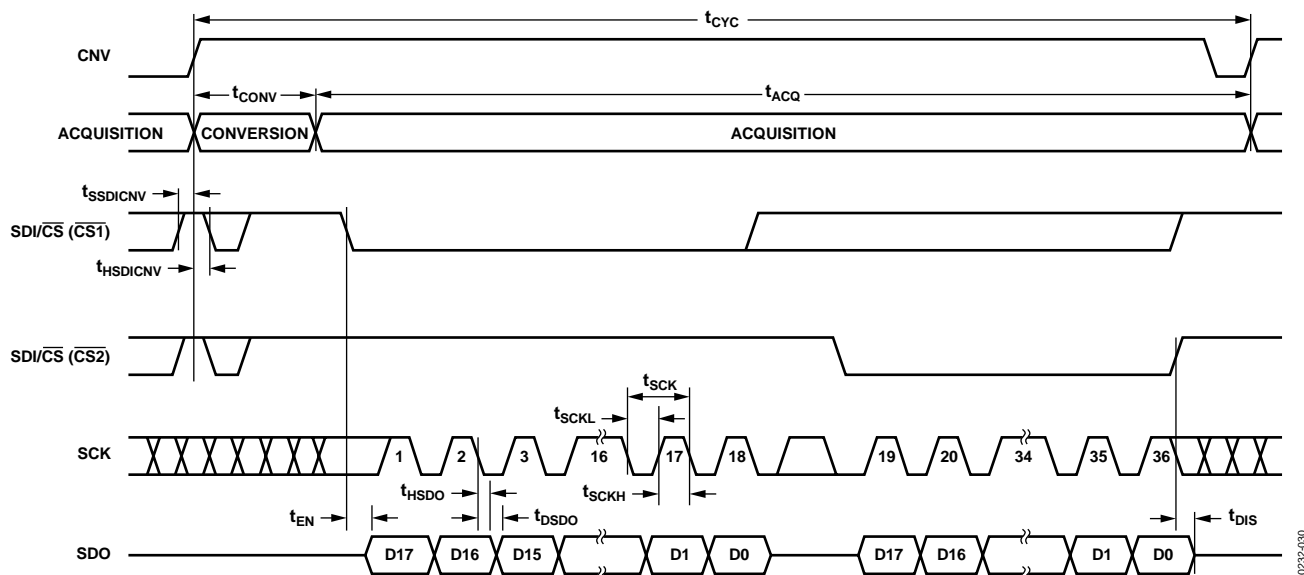 tCYC
CNV
tCONV
tACQ
ACQUISITION CONVERSION ACQUISITION
tSSDICNV
SDI/CS (CS1)
tHSDICNV
SDI/CS (CS2)
tSCK
tSCKL
SCK 1 2 3 16 17 18 19 20 34 35 36
tHSDO
tSCKH
tEN
tDSDO
tDIS
SDO D17 D16 D15 D1 D0 D17 D16 D1 D0